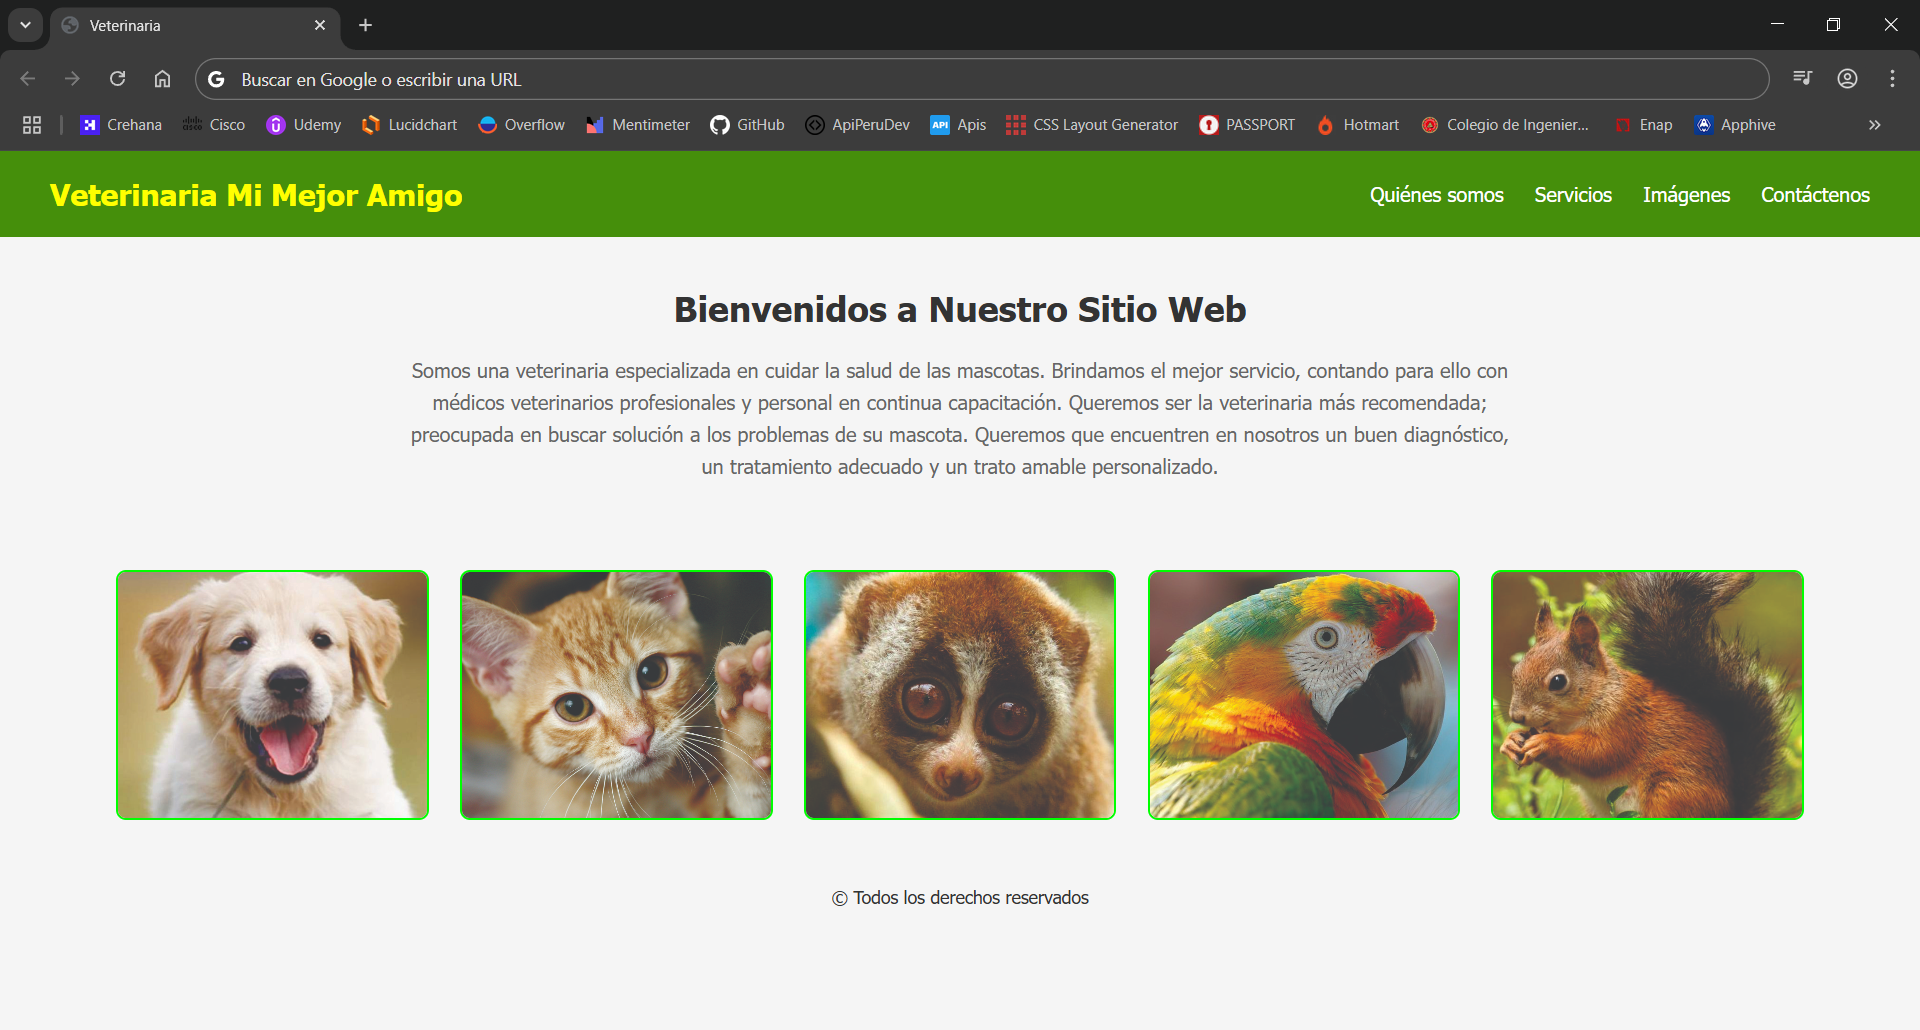 Veterinaria
Buscar en Google o escribir una URL
Crehana Cisco Udemy Lucidchart Overflow Mentimeter GitHub ApiPeruDev API Apis CSS Layout Generator PASSPORT Hotmart Colegio de Ingenier... Enap Apphive
Veterinaria Mi Mejor Amigo Quiénes somos Servicios Imágenes Contáctenos
Bienvenidos a Nuestro Sitio Web
Somos una veterinaria especializada en cuidar la salud de las mascotas. Brindamos el mejor servicio, contando para ello con
médicos veterinarios profesionales y personal en continua capacitación. Queremos ser la veterinaria más recomendada;
preocupada en buscar solución a los problemas de su mascota. Queremos que encuentren en nosotros un buen diagnóstico,
un tratamiento adecuado y un trato amable personalizado.
© Todos los derechos reservados